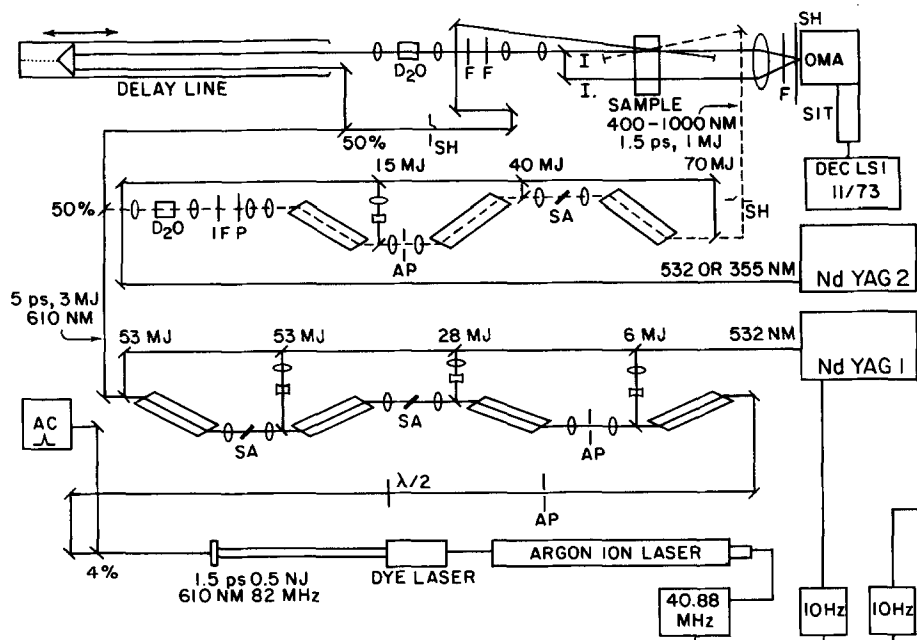 SH
OMA
D₂O
F F
I
I.
F
DELAY LINE
SAMPLE
400-1000 NM
1.5 ps, 1 MJ
SIT
50%
SH
DEC LSI
11/73
15 MJ
40 MJ
70 MJ
50%
D₂O
I F P
SA
SH
AP
532 OR 355 NM
Nd YAG 2
5 ps, 3 MJ
610 NM
53 MJ
53 MJ
28 MJ
6 MJ
532 NM
Nd YAG 1
AC
SA
SA
AP
λ/2
AP
4%
1.5 ps 0.5 NJ
610 NM 82 MHz
DYE LASER
ARGON ION LASER
40.88
MHz
10Hz
10Hz